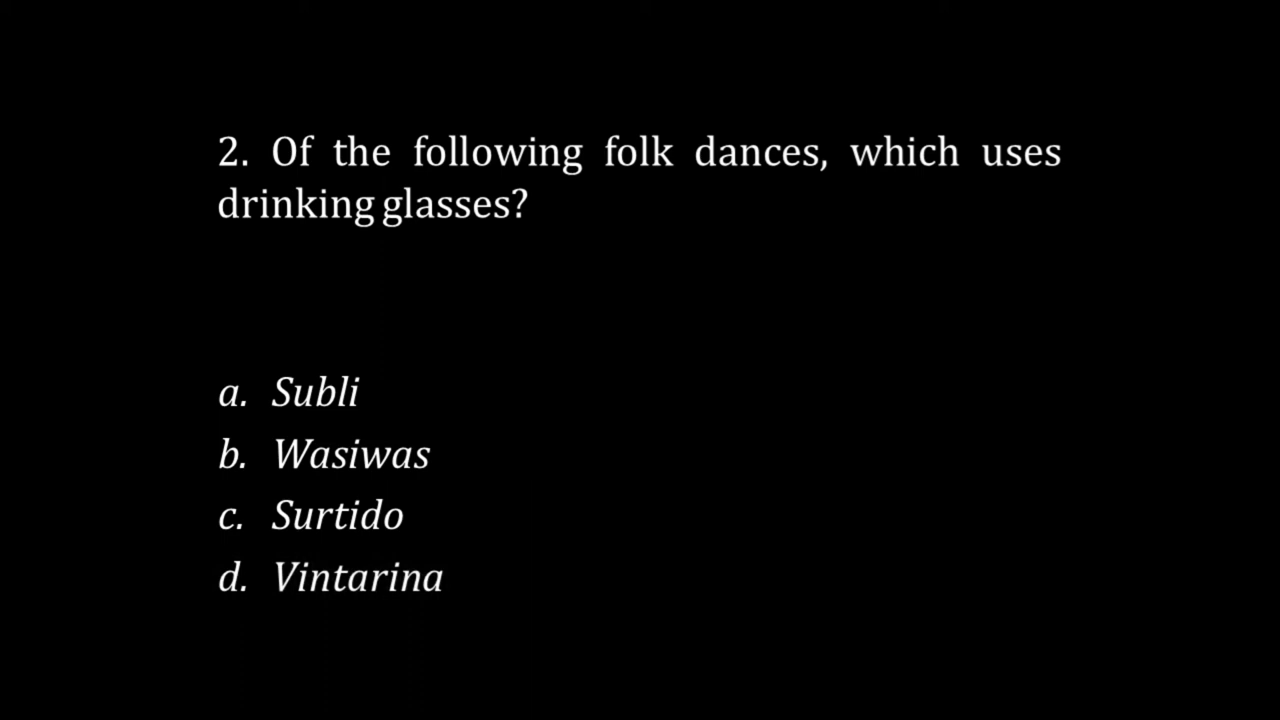 2. Of the following folk dances, which uses
drinking glasses?
a. Subli
b. Wasiwas
c. Surtido
d. Vintarina